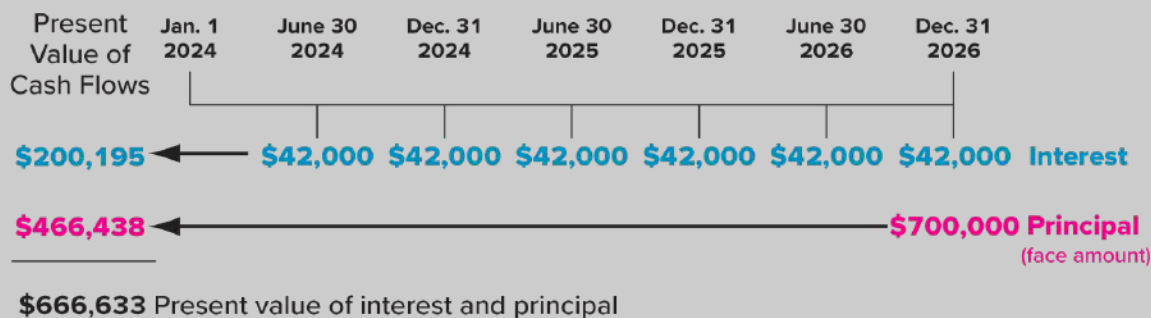 Present
Value of
Cash Flows
Jan. 1
2024
June 30
2024
Dec. 31
2024
June 30
2025
Dec. 31
2025
June 30
2026
Dec. 31
2026
$200,195 $42,000 $42,000 $42,000 $42,000 $42,000 $42,000 Interest
$466,438 $700,000 Principal
(face amount)
$666,633 Present value of interest and principal